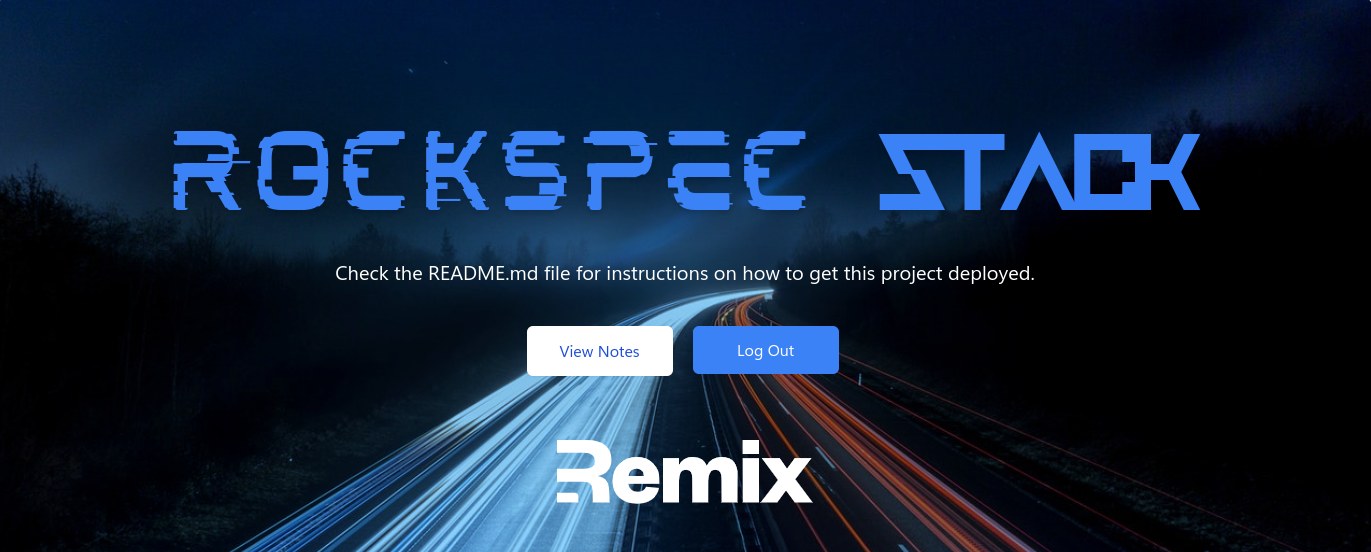 ROCKSPEC STACK
Check the README.md file for instructions on how to get this project deployed.
View Notes
Log Out
Remix